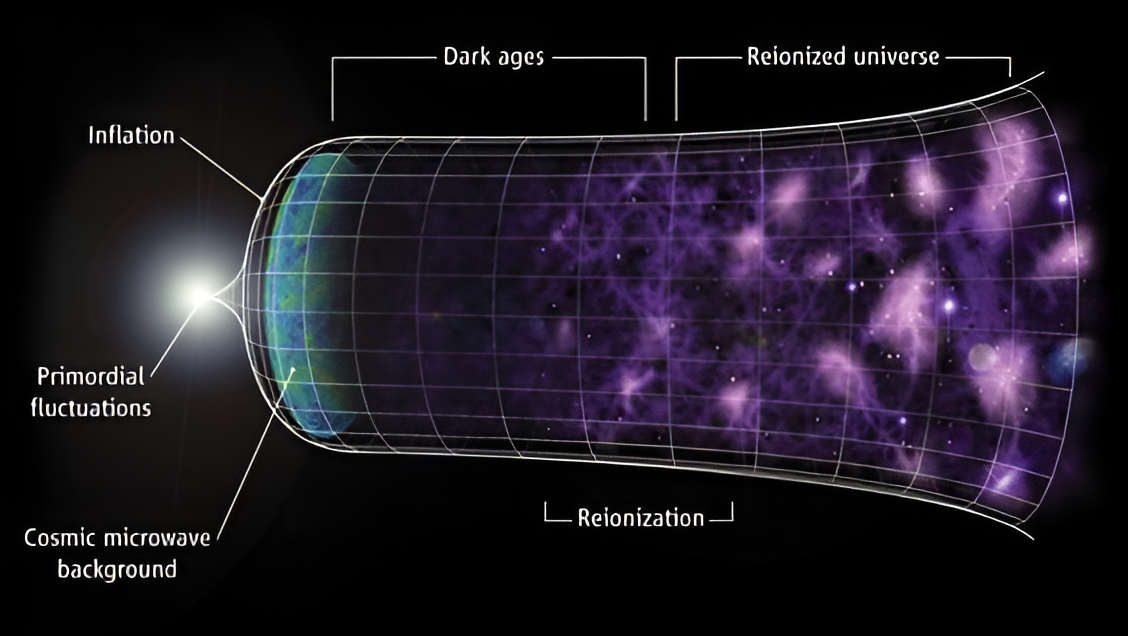 Dark ages
Reionized universe
Inflation
Primordial
fluctuations
Reionization
Cosmic microwave
background